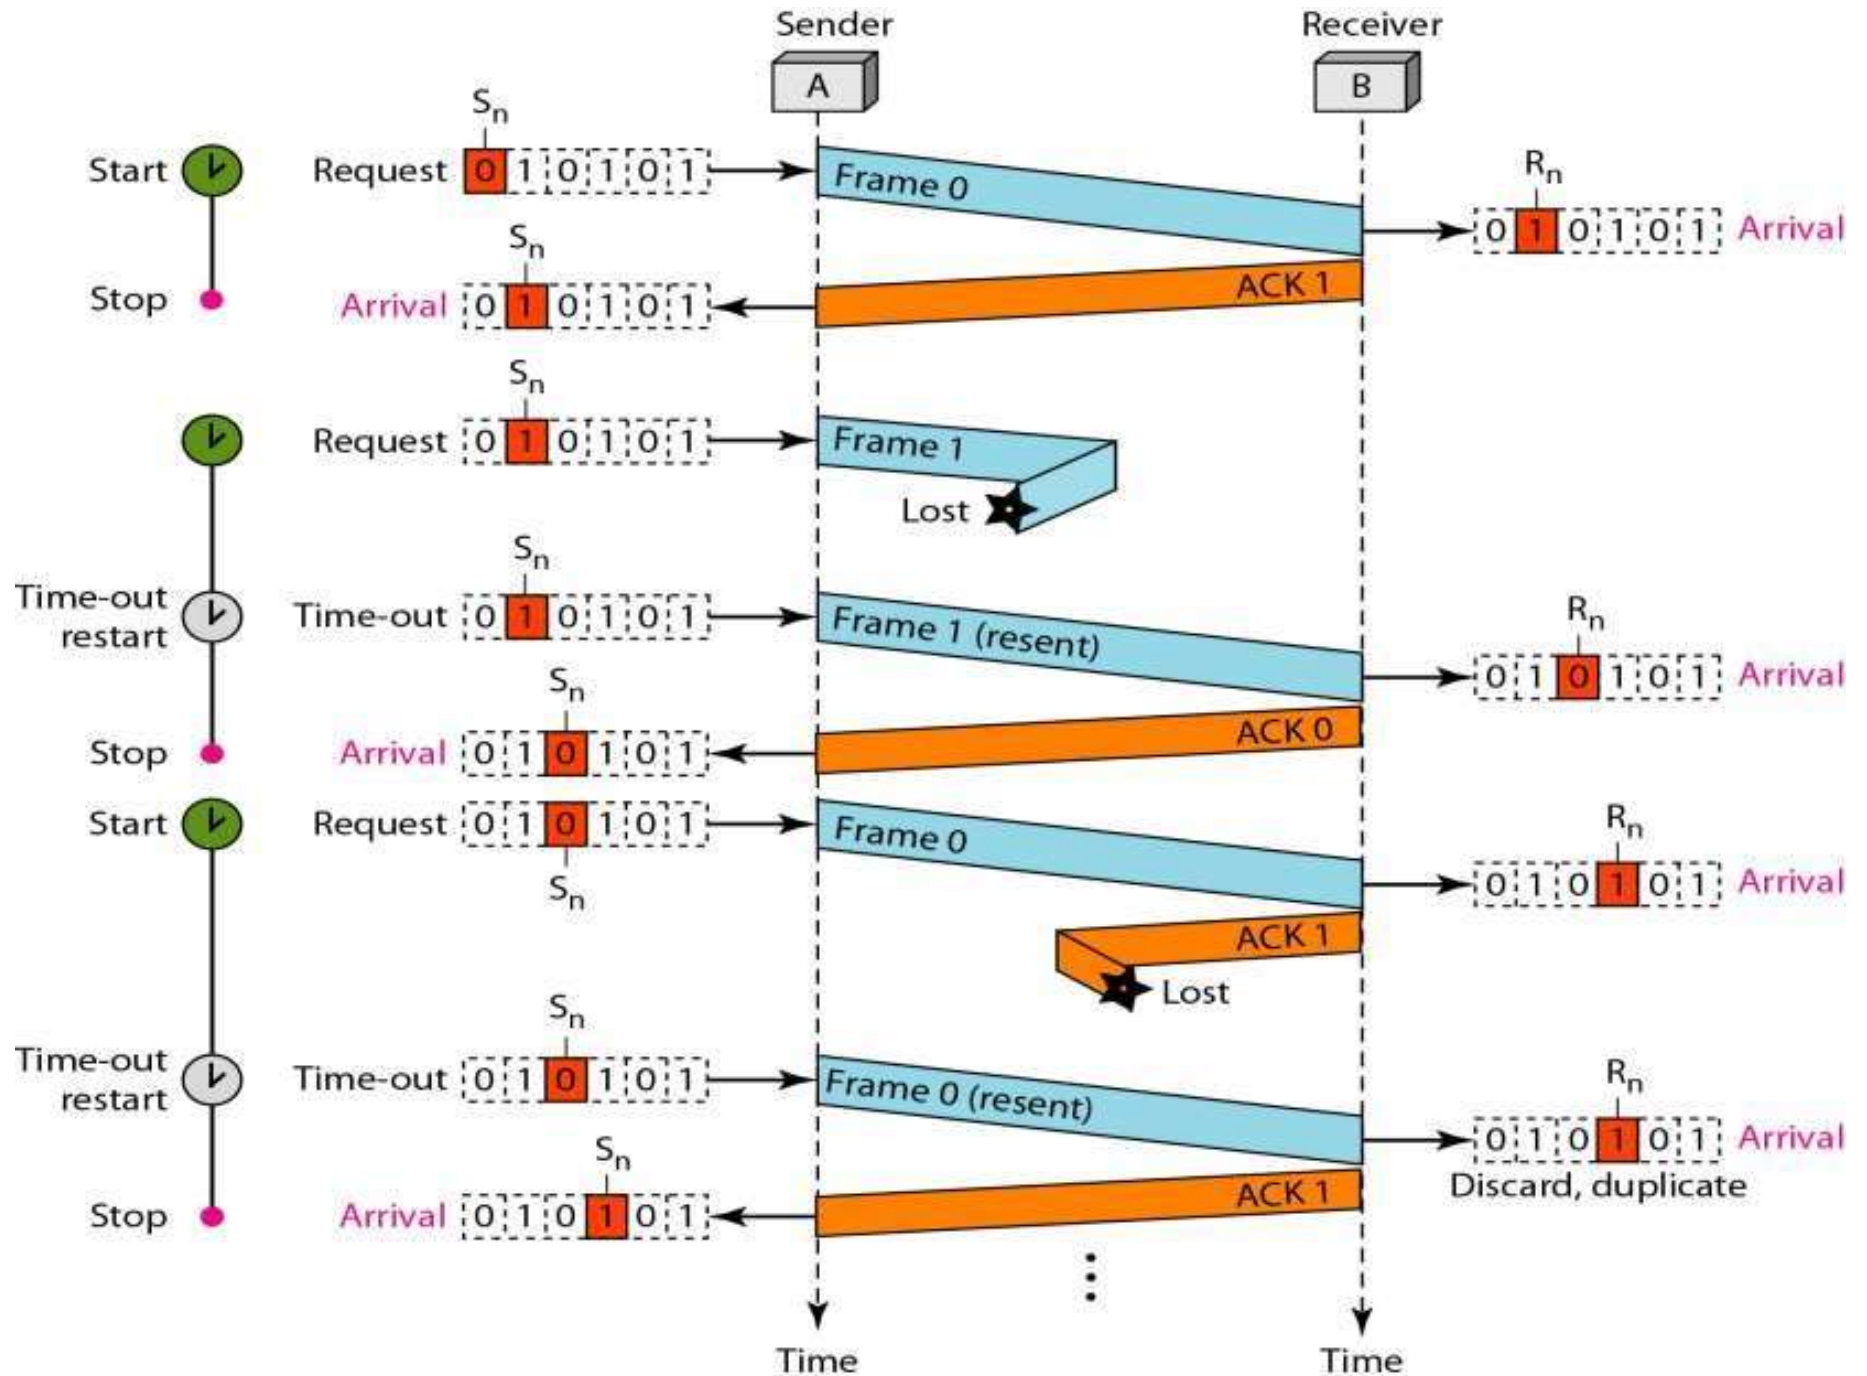 Sender
Receiver
A
B
Sn
Start
Request
0 1 0 1 0 1
Frame 0
Rn
0 1 0 1 0 1
Arrival
Sn
Stop
Arrival
0 1 0 1 0 1
ACK 1
Sn
Request
0 1 0 1 0 1
Frame 1
Lost
Sn
Time-out
restart
Time-out
0 1 0 1 0 1
Frame 1 (resent)
Rn
0 1 0 1 0 1
Arrival
Sn
Stop
Arrival
0 1 0 1 0 1
ACK 0
Start
Request
0 1 0 1 0 1
Sn
Frame 0
Rn
0 1 0 1 0 1
Arrival
ACK 1
Lost
Sn
Time-out
restart
Time-out
0 1 0 1 0 1
Frame 0 (resent)
Rn
0 1 0 1 0 1
Arrival
Discard, duplicate
Sn
Stop
Arrival
0 1 0 1 0 1
ACK 1
Time
Time